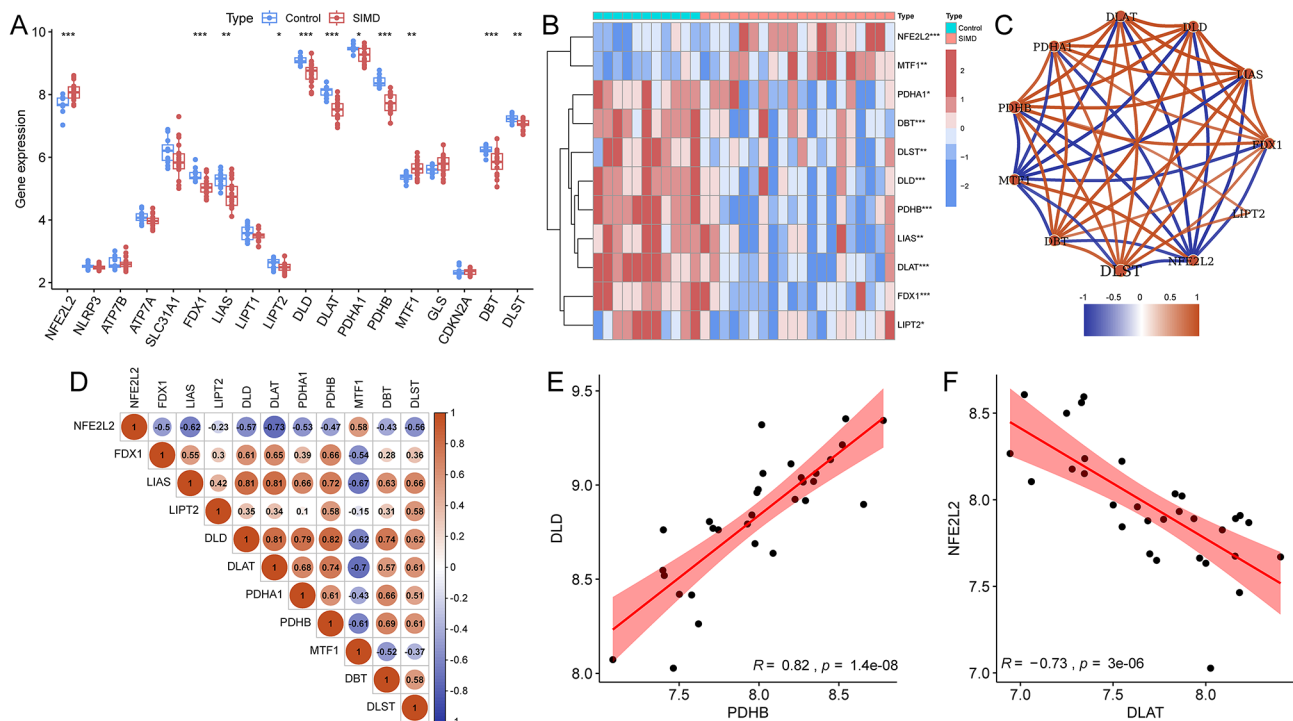 A
Type
Control
SIMD
***
***
**
*
***
***
*
***
**
***
**
Gene expression
10
8
6
4
2
NFE2L2
NLRP3
ATP7B
ATP7A
SLC31A1
FDX1
LIAS
LIPT1
LIPT2
DLD
DLAT
PDHA1
PDHB
MTF1
GLS
CDKN2A
DBT
DLST
B
Type
NFE2L2***
MTF1**
PDHA1*
DBT***
DLST**
DLD***
PDHB***
LIAS**
DLAT***
FDX1***
LIPT2*
Type
Control
SIMD
2
1
0
−1
−2
C
DLAT
DLD
PDHA1
LIAS
PDHB
FDX1
MTF1
LIPT2
DBT
NFE2L2
DLST
-1 -0.5 0 0.5 1
D
NFE2L2 FDX1 LIAS LIPT2 DLD DLAT PDHA1 PDHB MTF1 DBT DLST
NFE2L2 1 -0.5 -0.62 -0.23 -0.57 -0.73 -0.53 -0.47 0.58 -0.43 -0.56
FDX1 1 0.55 0.3 0.61 0.65 0.39 0.66 -0.54 0.28 0.36
LIAS 1 0.42 0.81 0.81 0.66 0.72 -0.67 0.63 0.66
LIPT2 1 0.35 0.34 0.1 0.58 -0.15 0.31 0.58
DLD 1 0.81 0.79 0.82 -0.62 0.74 0.62
DLAT 1 0.68 0.74 -0.7 0.57 0.61
PDHA1 1 0.61 -0.43 0.66 0.51
PDHB 1 -0.61 0.69 0.61
MTF1 1 -0.52 -0.37
DBT 1 0.58
DLST 1
1
0.8
0.6
0.4
0.2
0
-0.2
-0.4
-0.6
-0.8
-1
E
DLD
9.5
9.0
8.5
8.0
R = 0.82 , p = 1.4e-08
7.5 8.0 8.5
PDHB
F
NFE2L2
8.5
8.0
7.5
7.0
R = −0.73 , p = 3e-06
7.0 7.5 8.0
DLAT